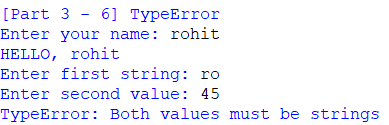 [Part 3 - 6] TypeError
Enter your name: rohit
HELLO, rohit
Enter first string: ro
Enter second value: 45
TypeError: Both values must be strings